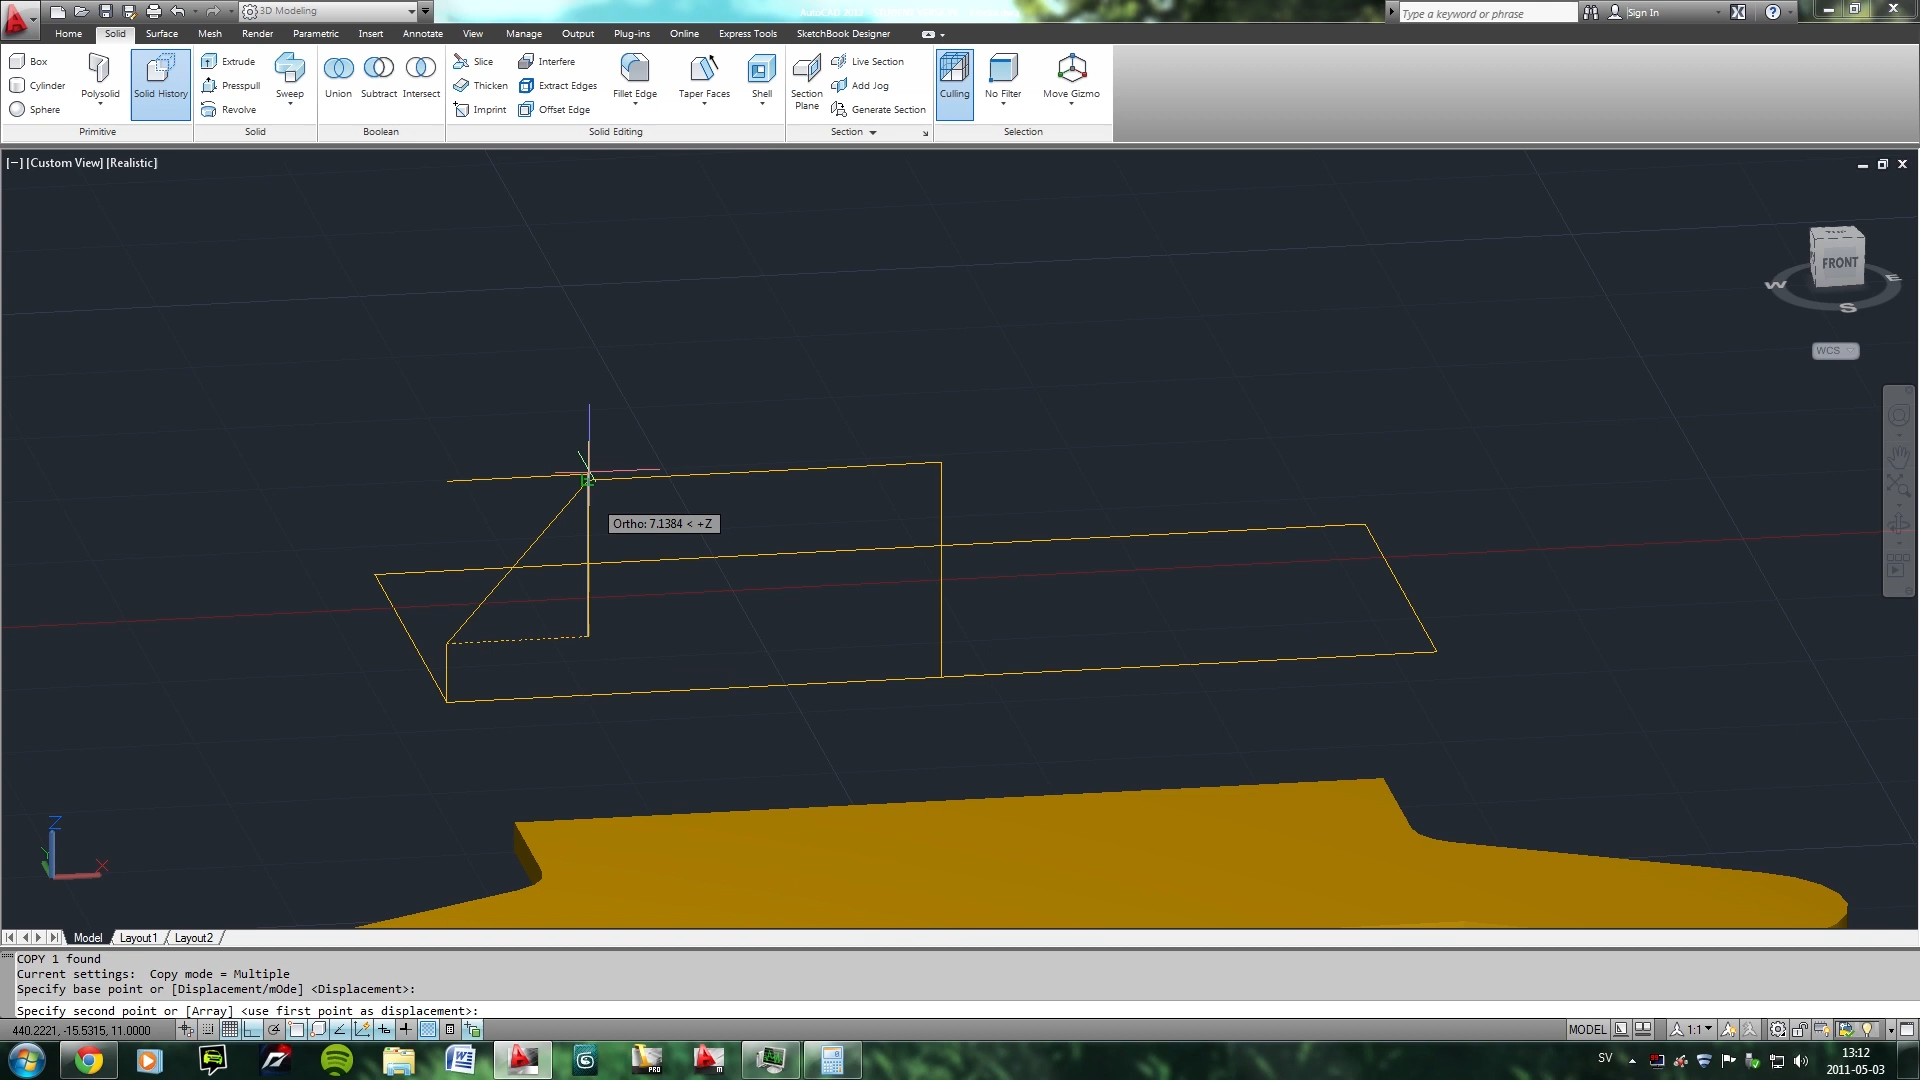 3D Modeling
Type a keyword or phrase
Sign In
Home Solid Surface Mesh Render Parametric Insert Annotate View Manage Output Plug-ins Online Express Tools SketchBook Designer
Box
Cylinder
Sphere
Polysolid
Solid History
Extrude
Presspull
Revolve
Sweep
Union
Subtract
Intersect
Slice
Thicken
Imprint
Interfere
Extract Edges
Offset Edge
Fillet Edge
Taper Faces
Shell
Section
Plane
Live Section
Add Jog
Generate Section
Culling
No Filter
Move Gizmo
Primitive
Solid
Boolean
Solid Editing
Section
Selection
[−] [Custom View] [Realistic]
TOP
FRONT
W
S
E
WCS
Ortho: 7.1384 < +Z
Z
Y
X
Model Layout1 Layout2
COPY 1 found
Current settings: Copy mode = Multiple
Specify base point or [Displacement/mOde] <Displacement>:
Specify second point or [Array] <use first point as displacement>:
440.2221, -15.5315, 11.0000
MODEL
1:1
PRO
SV
13:12
2011-05-03